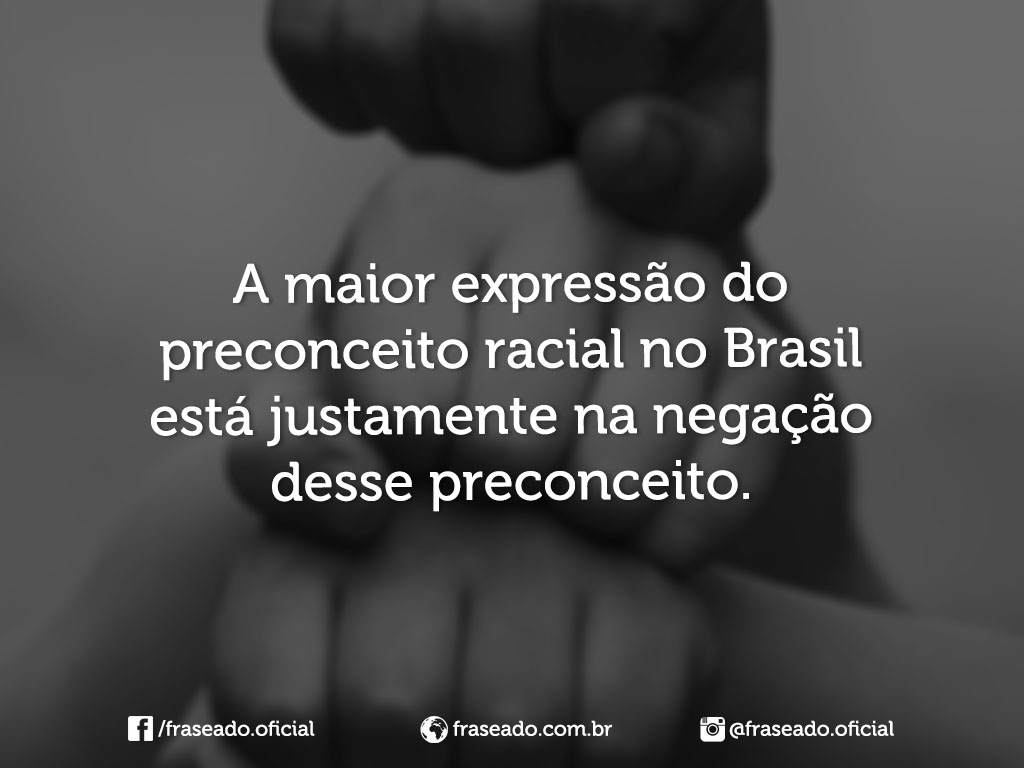 A maior expressão do
preconceito racial no Brasil
está justamente na negação
desse preconceito.
/fraseado.oficial fraseado.com.br @fraseado.oficial